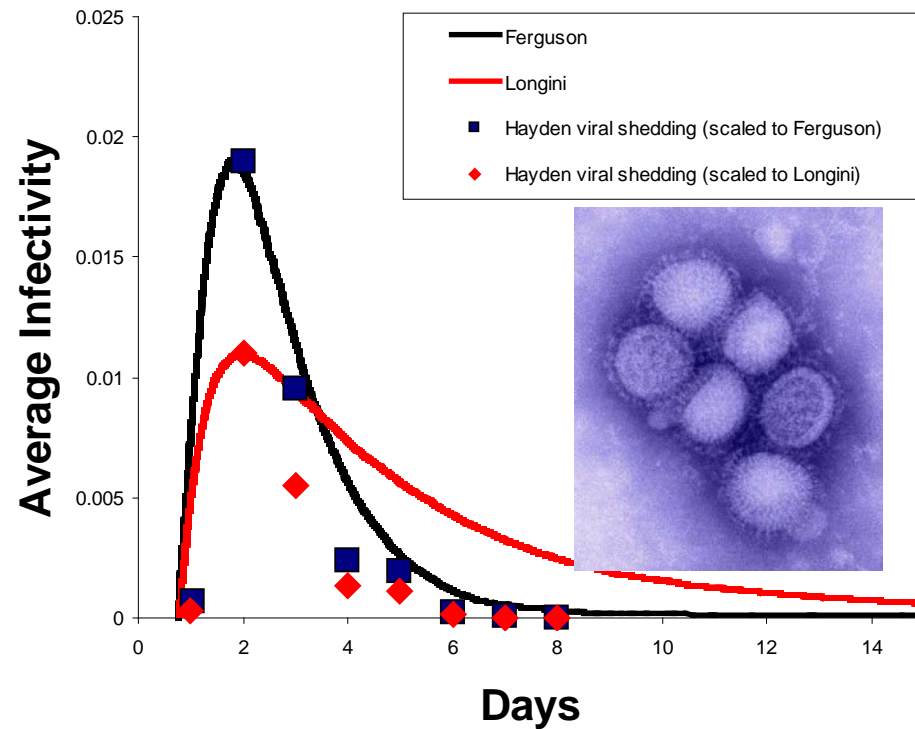 0.025
0.02
0.015
0.01
0.005
0
Average Infectivity
Ferguson
Longini
Hayden viral shedding (scaled to Ferguson)
Hayden viral shedding (scaled to Longini)
0 2 4 6 8 10 12 14
Days